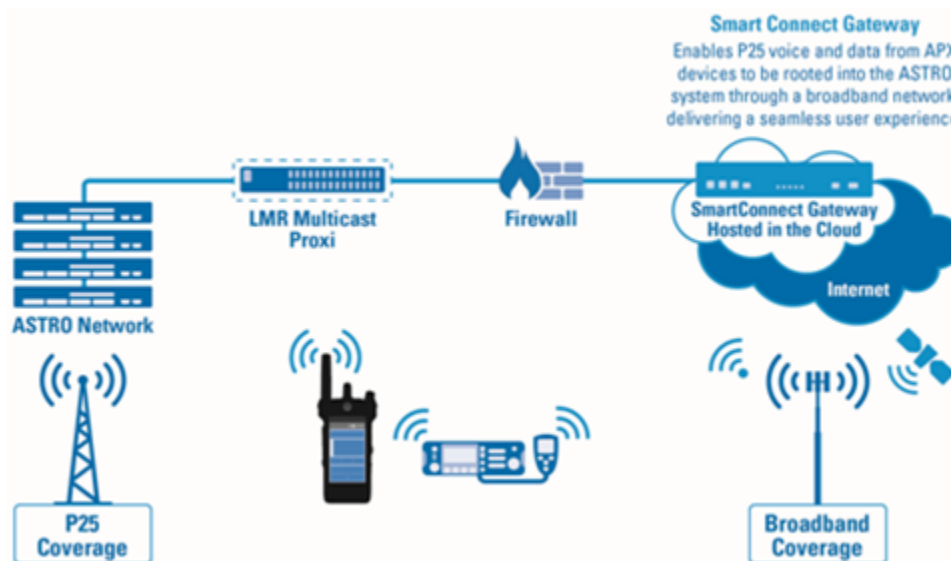 Smart Connect Gateway
Enables P25 voice and data from APX
devices to be rooted into the ASTRO
system through a broadband network
delivering a seamless user experience
LMR Multicast
Proxi
Firewall
SmartConnect Gateway
Hosted in the Cloud
Internet
ASTRO Network
P25
Coverage
Broadband
Coverage